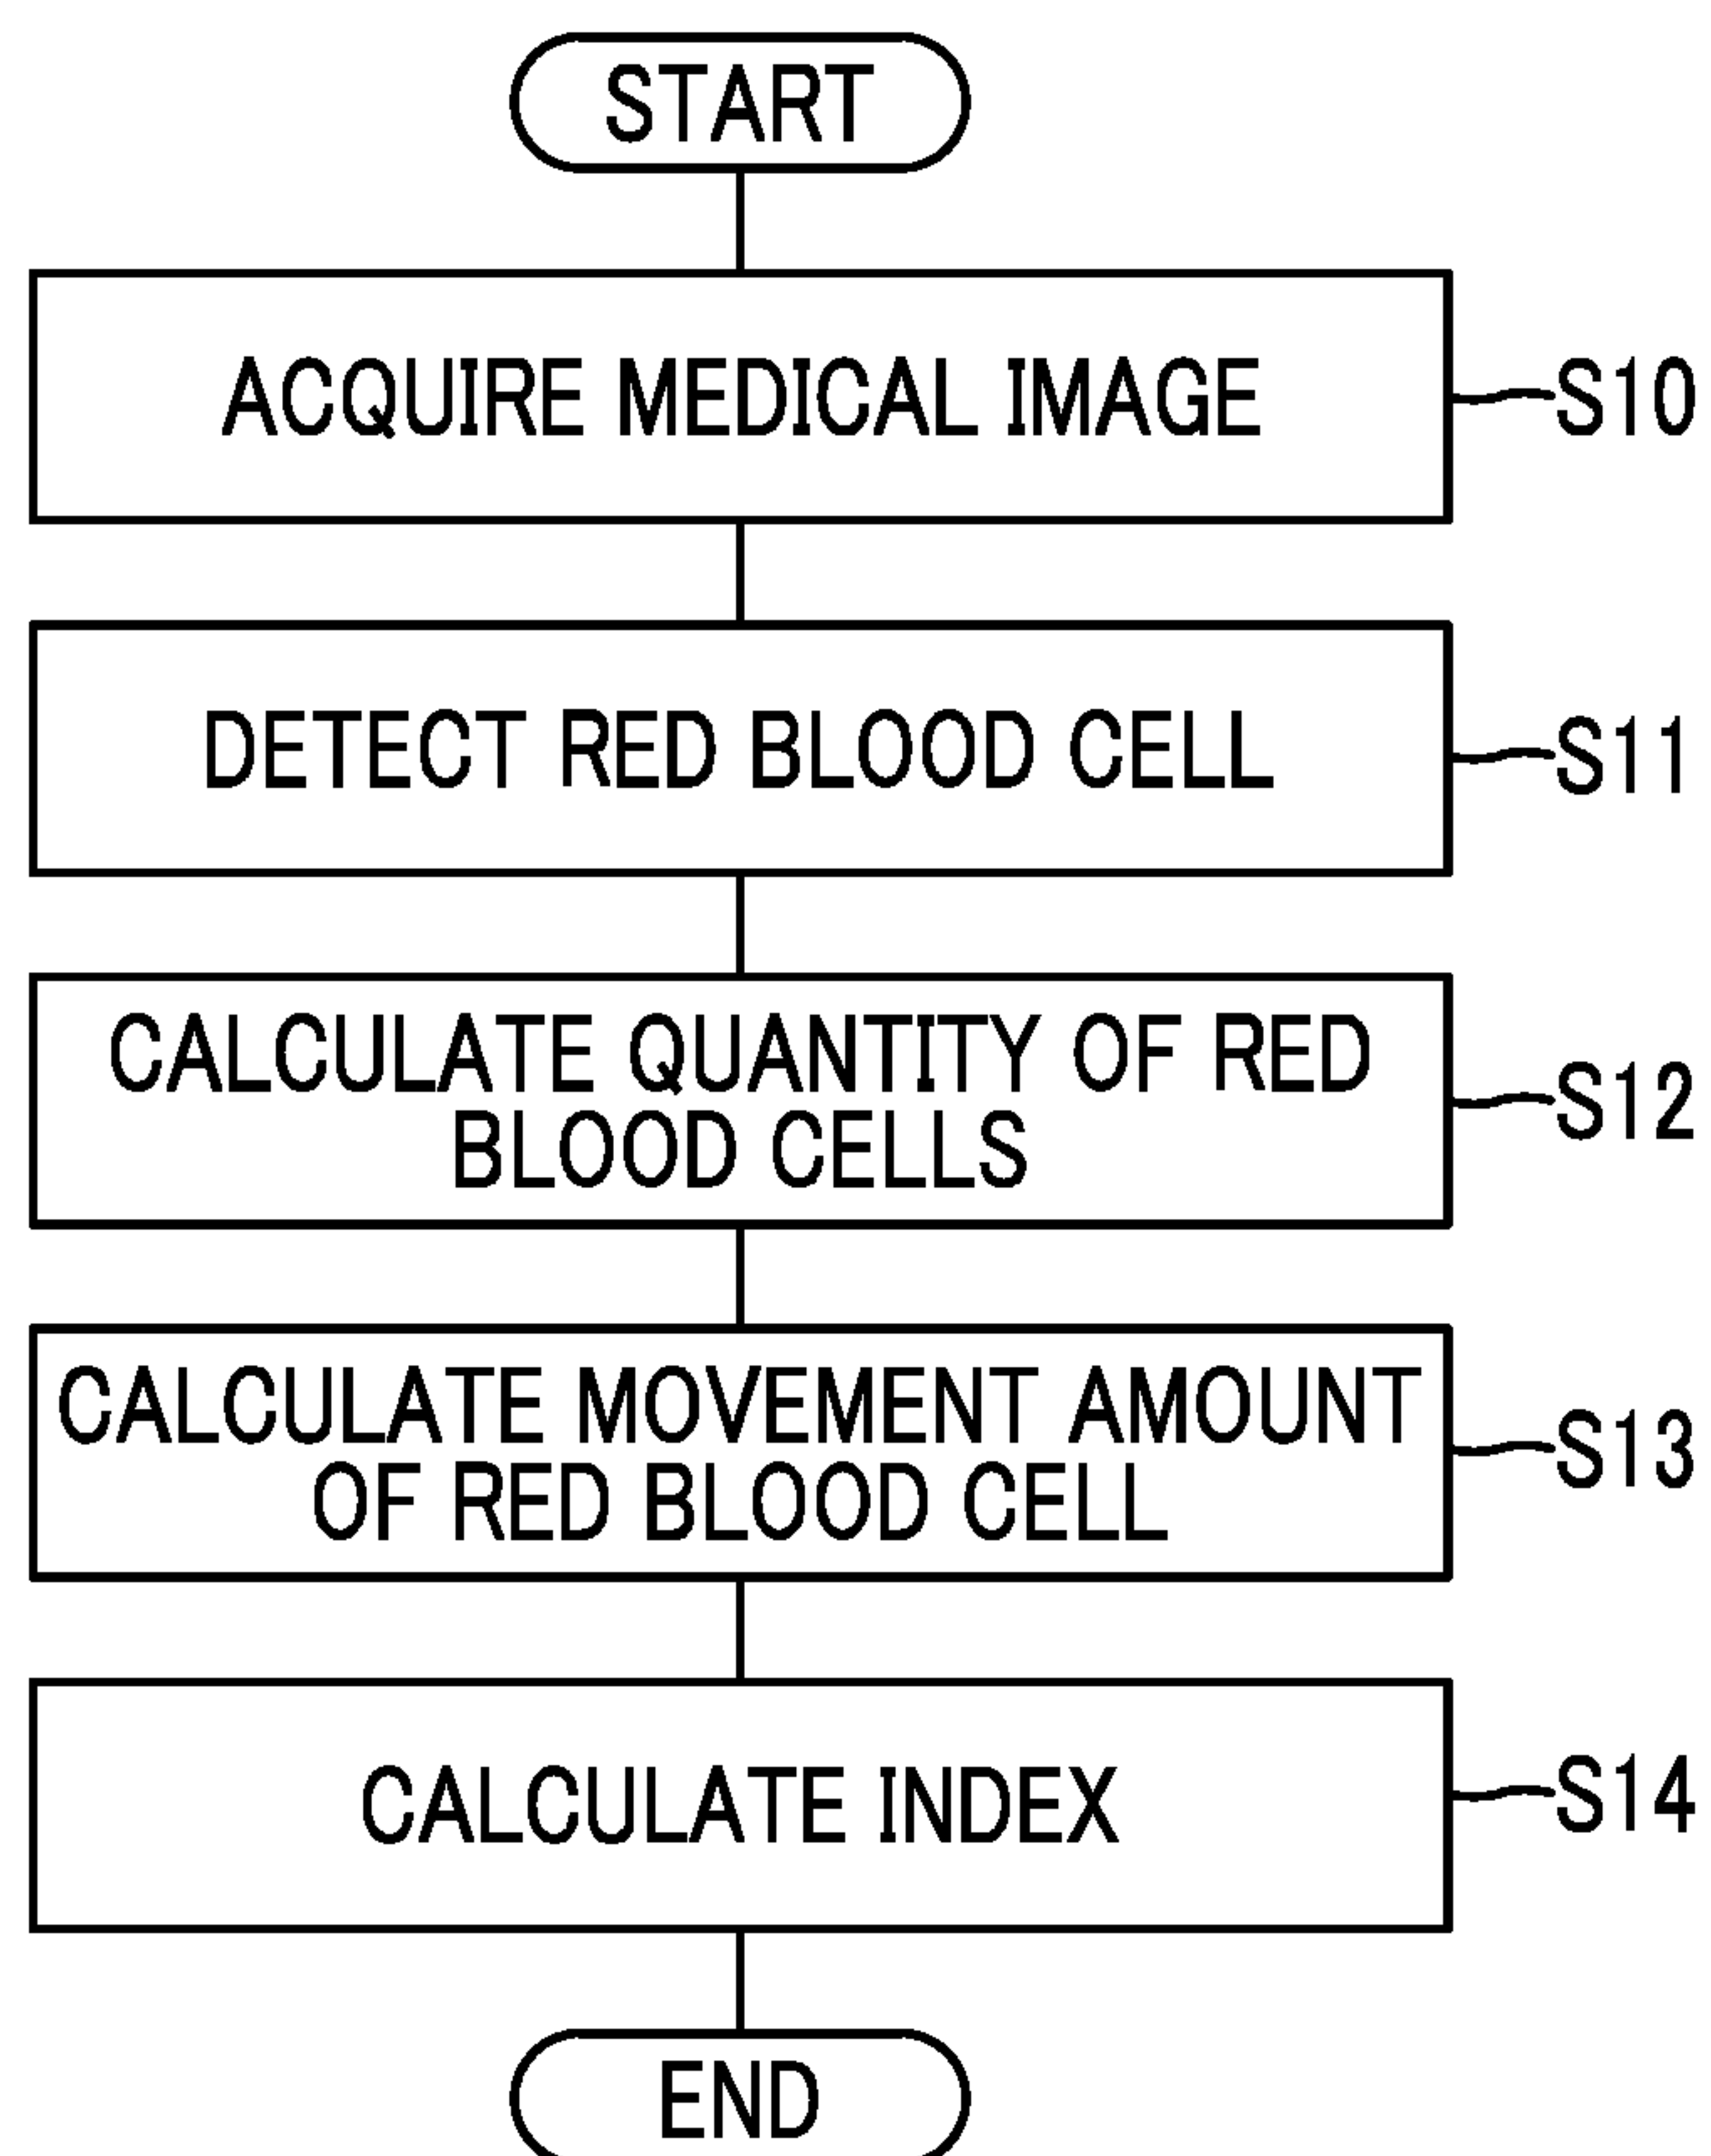 START
ACQUIRE MEDICAL IMAGE
S10
DETECT RED BLOOD CELL
S11
CALCULATE QUANTITY OF RED
BLOOD CELLS
S12
CALCULATE MOVEMENT AMOUNT
OF RED BLOOD CELL
S13
CALCULATE INDEX
S14
END